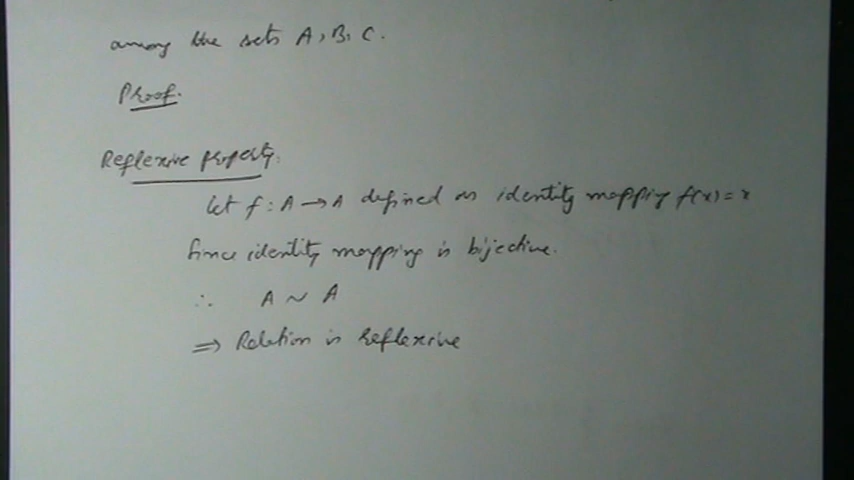 among the sets A, B, C.
Proof.
Reflexive property.
Let f : A → A defined as identity mapping f(x) = x
Since identity mapping is bijective.
∴ A ~ A
⇒ Relation is reflexive